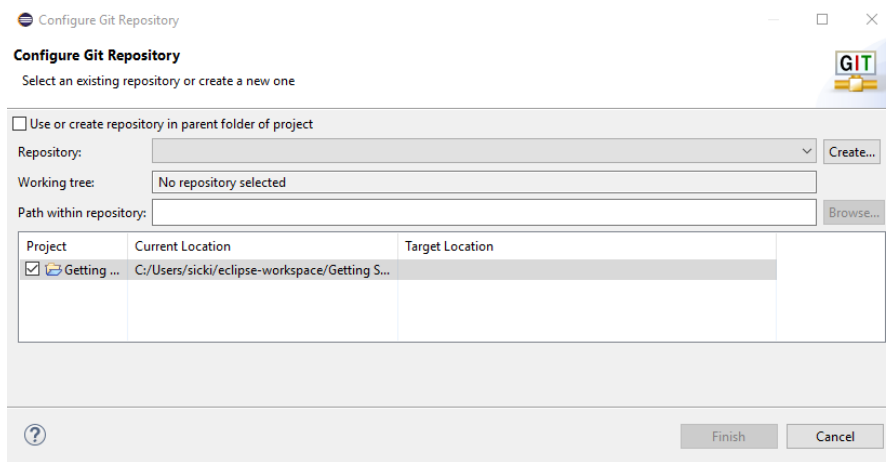 Configure Git Repository
Configure Git Repository
Select an existing repository or create a new one
GIT
Use or create repository in parent folder of project
Repository: Create...
Working tree: No repository selected
Path within repository: Browse...
Project Current Location Target Location
Getting ... C:/Users/sicki/eclipse-workspace/Getting S...
? Finish Cancel